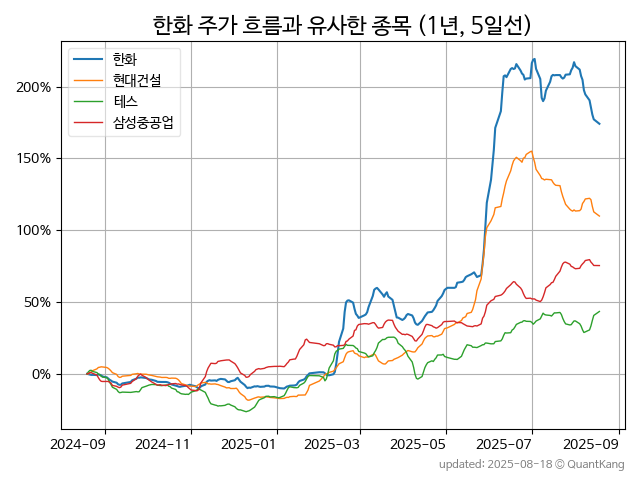 한화 주가 흐름과 유사한 종목 (1년, 5일선)
한화
현대건설
테스
삼성중공업
200%
150%
100%
50%
0%
2024-09 2024-11 2025-01 2025-03 2025-05 2025-07 2025-09
updated: 2025-08-18 © QuantKang